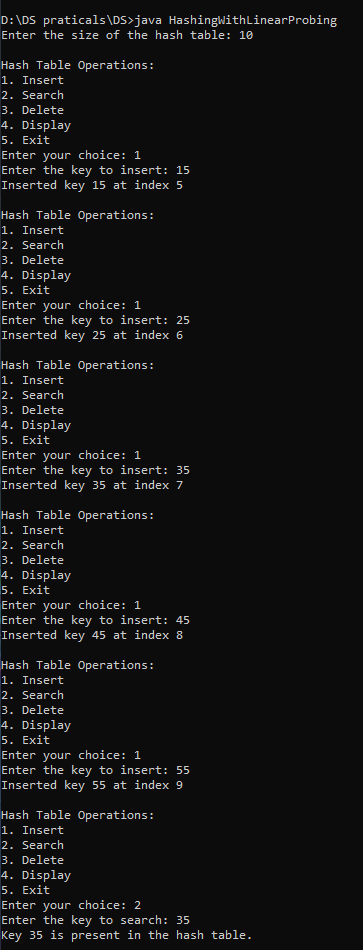 D:\DS praticals\DS>java HashingWithLinearProbing
Enter the size of the hash table: 10

Hash Table Operations:
1. Insert
2. Search
3. Delete
4. Display
5. Exit
Enter your choice: 1
Enter the key to insert: 15
Inserted key 15 at index 5

Hash Table Operations:
1. Insert
2. Search
3. Delete
4. Display
5. Exit
Enter your choice: 1
Enter the key to insert: 25
Inserted key 25 at index 6

Hash Table Operations:
1. Insert
2. Search
3. Delete
4. Display
5. Exit
Enter your choice: 1
Enter the key to insert: 35
Inserted key 35 at index 7

Hash Table Operations:
1. Insert
2. Search
3. Delete
4. Display
5. Exit
Enter your choice: 1
Enter the key to insert: 45
Inserted key 45 at index 8

Hash Table Operations:
1. Insert
2. Search
3. Delete
4. Display
5. Exit
Enter your choice: 1
Enter the key to insert: 55
Inserted key 55 at index 9

Hash Table Operations:
1. Insert
2. Search
3. Delete
4. Display
5. Exit
Enter your choice: 2
Enter the key to search: 35
Key 35 is present in the hash table.